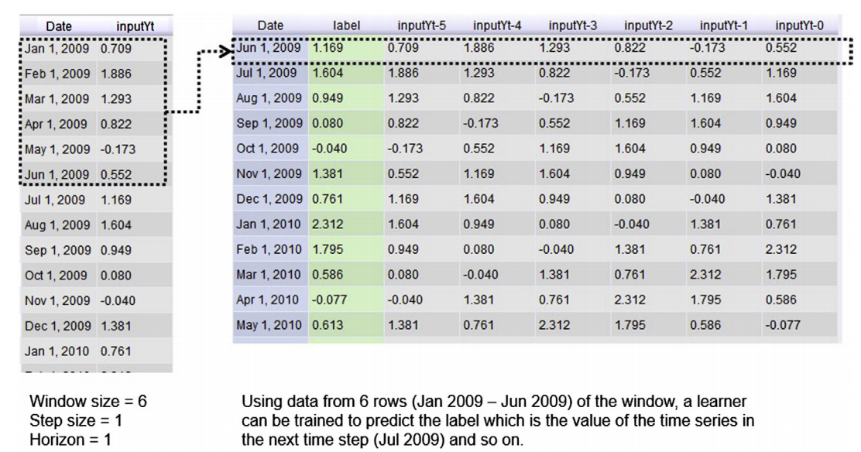 Date inputYt
Jan 1, 2009 0.709
Feb 1, 2009 1.886
Mar 1, 2009 1.293
Apr 1, 2009 0.822
May 1, 2009 -0.173
Jun 1, 2009 0.552
Jul 1, 2009 1.169
Aug 1, 2009 1.604
Sep 1, 2009 0.949
Oct 1, 2009 0.080
Nov 1, 2009 -0.040
Dec 1, 2009 1.381
Jan 1, 2010 0.761
Date label inputYt-5 inputYt-4 inputYt-3 inputYt-2 inputYt-1 inputYt-0
Jun 1, 2009 1.169 0.709 1.886 1.293 0.822 -0.173 0.552
Jul 1, 2009 1.604 1.886 1.293 0.822 -0.173 0.552 1.169
Aug 1, 2009 0.949 1.293 0.822 -0.173 0.552 1.169 1.604
Sep 1, 2009 0.080 0.822 -0.173 0.552 1.169 1.604 0.949
Oct 1, 2009 -0.040 -0.173 0.552 1.169 1.604 0.949 0.080
Nov 1, 2009 1.381 0.552 1.169 1.604 0.949 0.080 -0.040
Dec 1, 2009 0.761 1.169 1.604 0.949 0.080 -0.040 1.381
Jan 1, 2010 2.312 1.604 0.949 0.080 -0.040 1.381 0.761
Feb 1, 2010 1.795 0.949 0.080 -0.040 1.381 0.761 2.312
Mar 1, 2010 0.586 0.080 -0.040 1.381 0.761 2.312 1.795
Apr 1, 2010 -0.077 -0.040 1.381 0.761 2.312 1.795 0.586
May 1, 2010 0.613 1.381 0.761 2.312 1.795 0.586 -0.077
Window size = 6
Step size = 1
Horizon = 1
Using data from 6 rows (Jan 2009 – Jun 2009) of the window, a learner
can be trained to predict the label which is the value of the time series in
the next time step (Jul 2009) and so on.